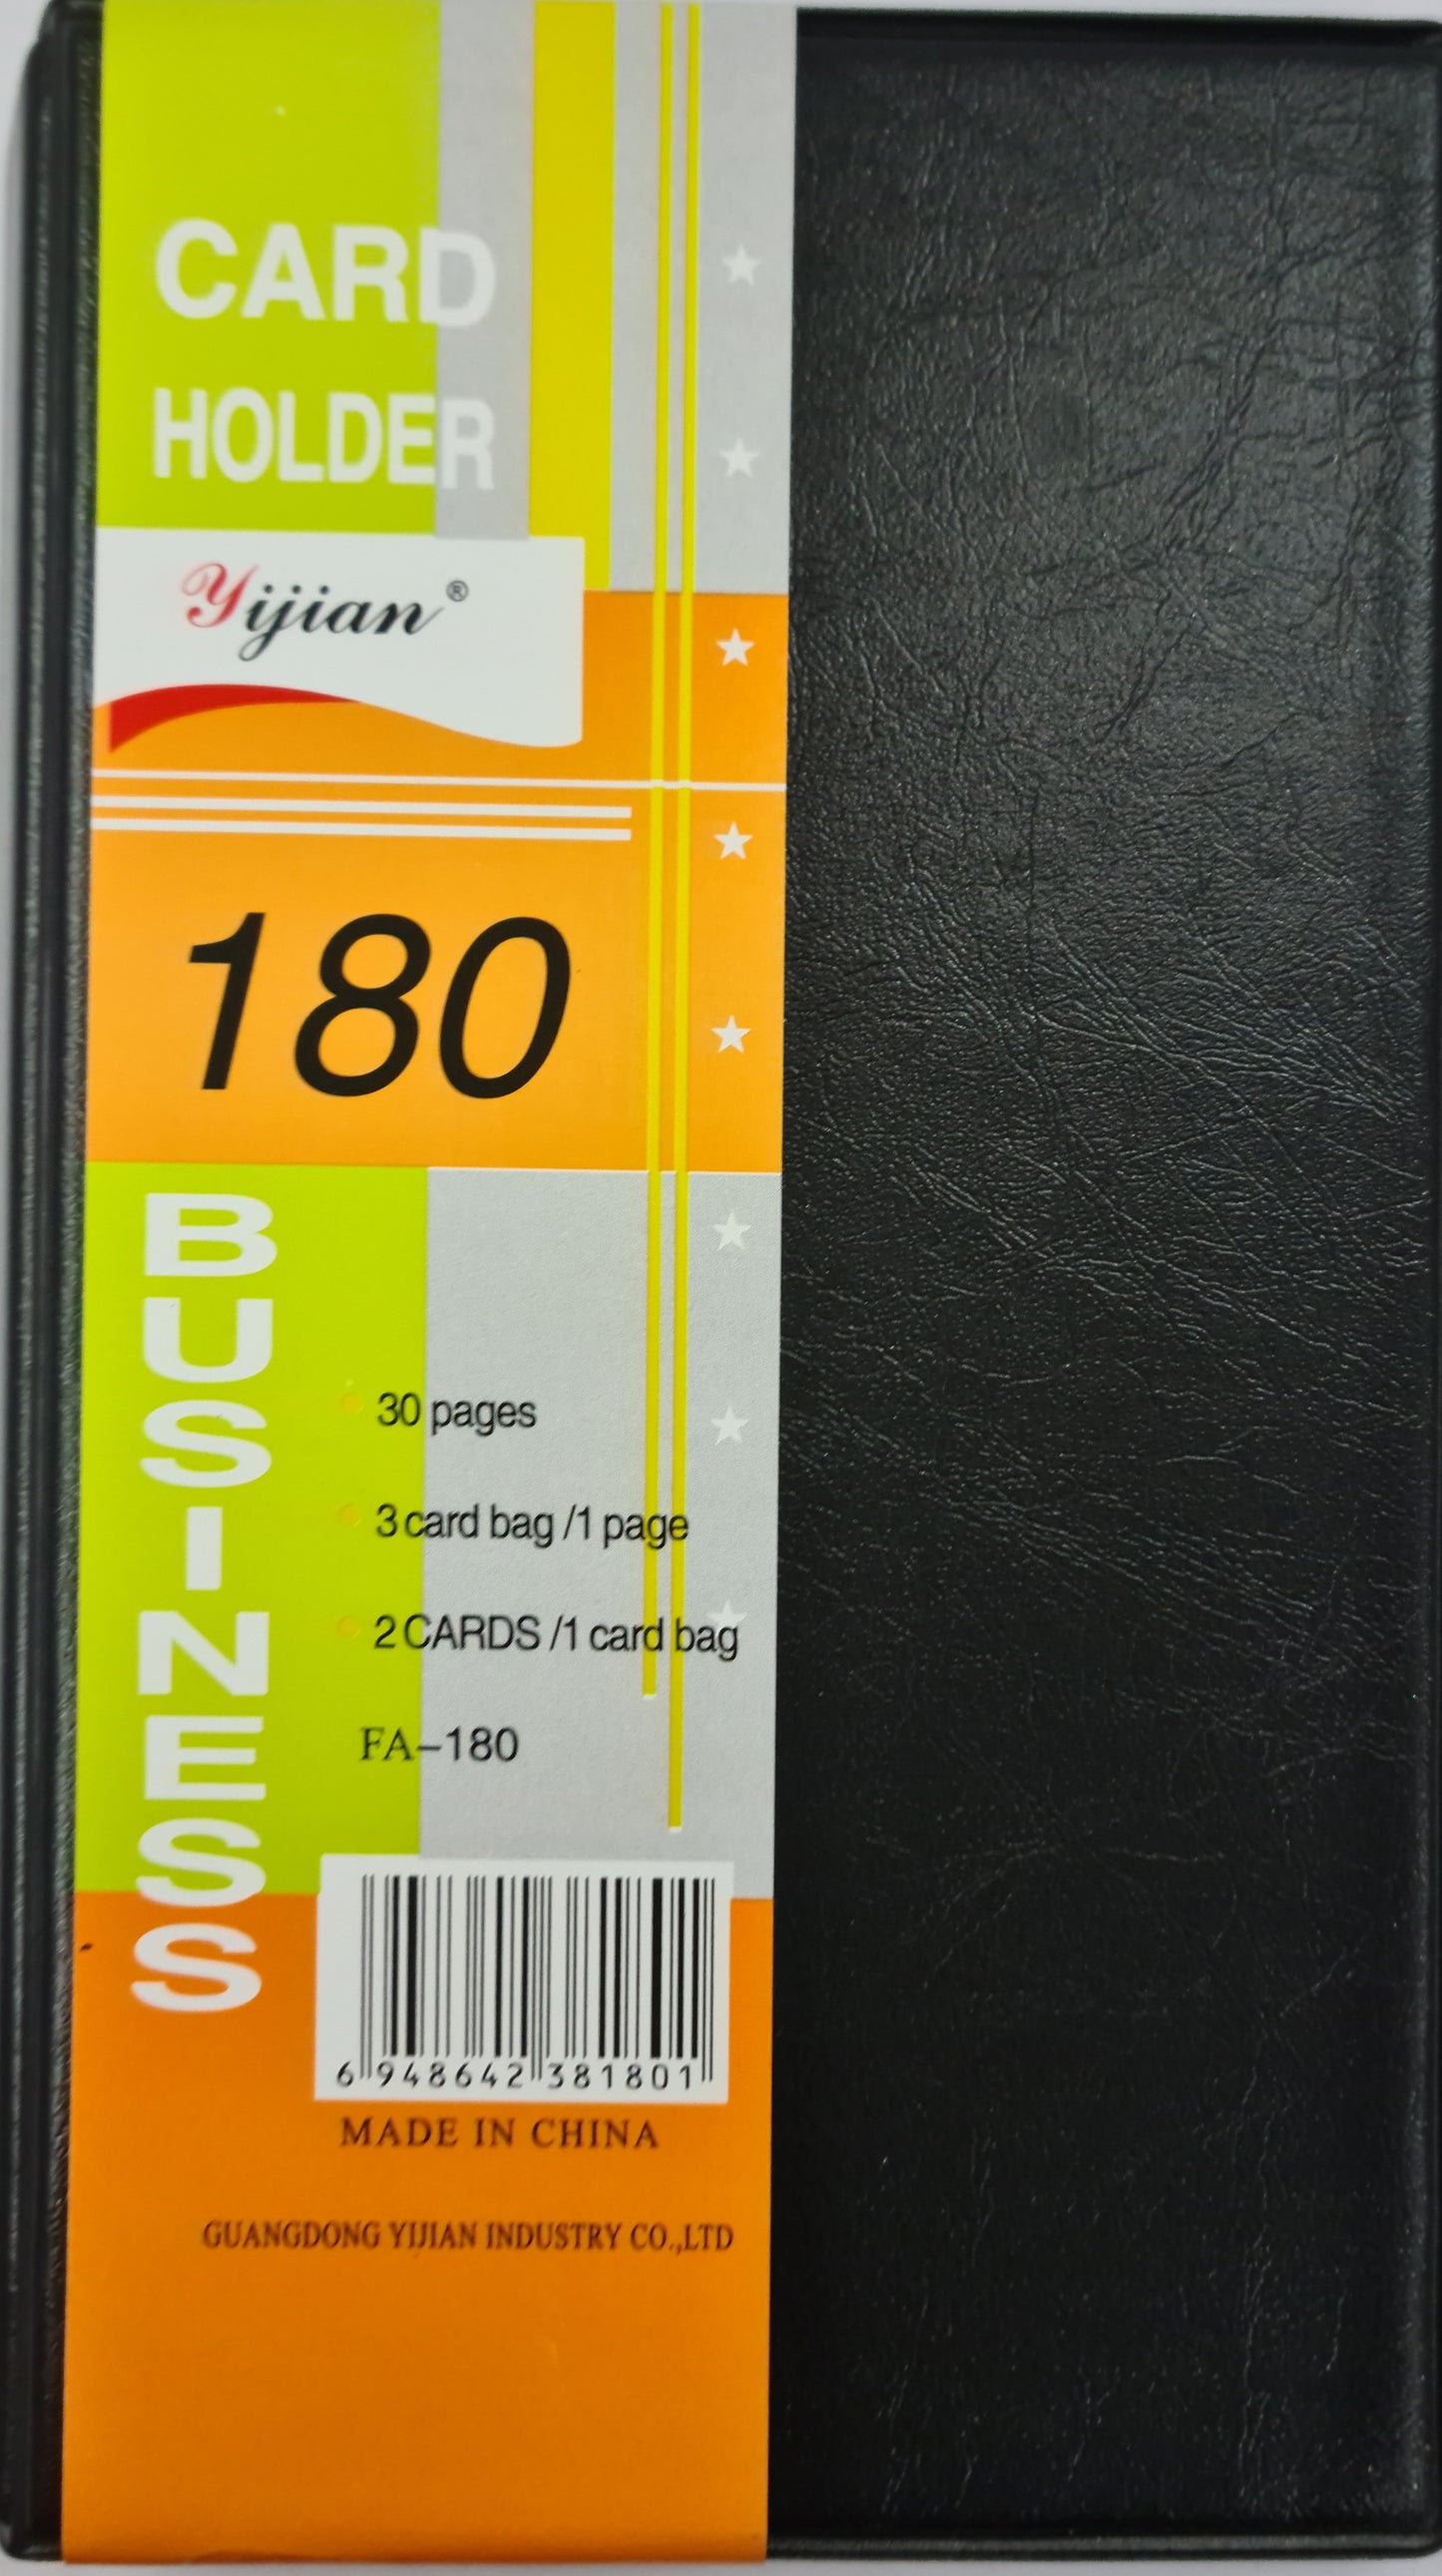 CARD
HOLDER
Yijian®
180
BUSINESS
30 pages
3 card bag /1 page
2 CARDS /1 card bag
FA-180
6 948642 381801
MADE IN CHINA
GUANGDONG YIJIAN INDUSTRY CO.,LTD